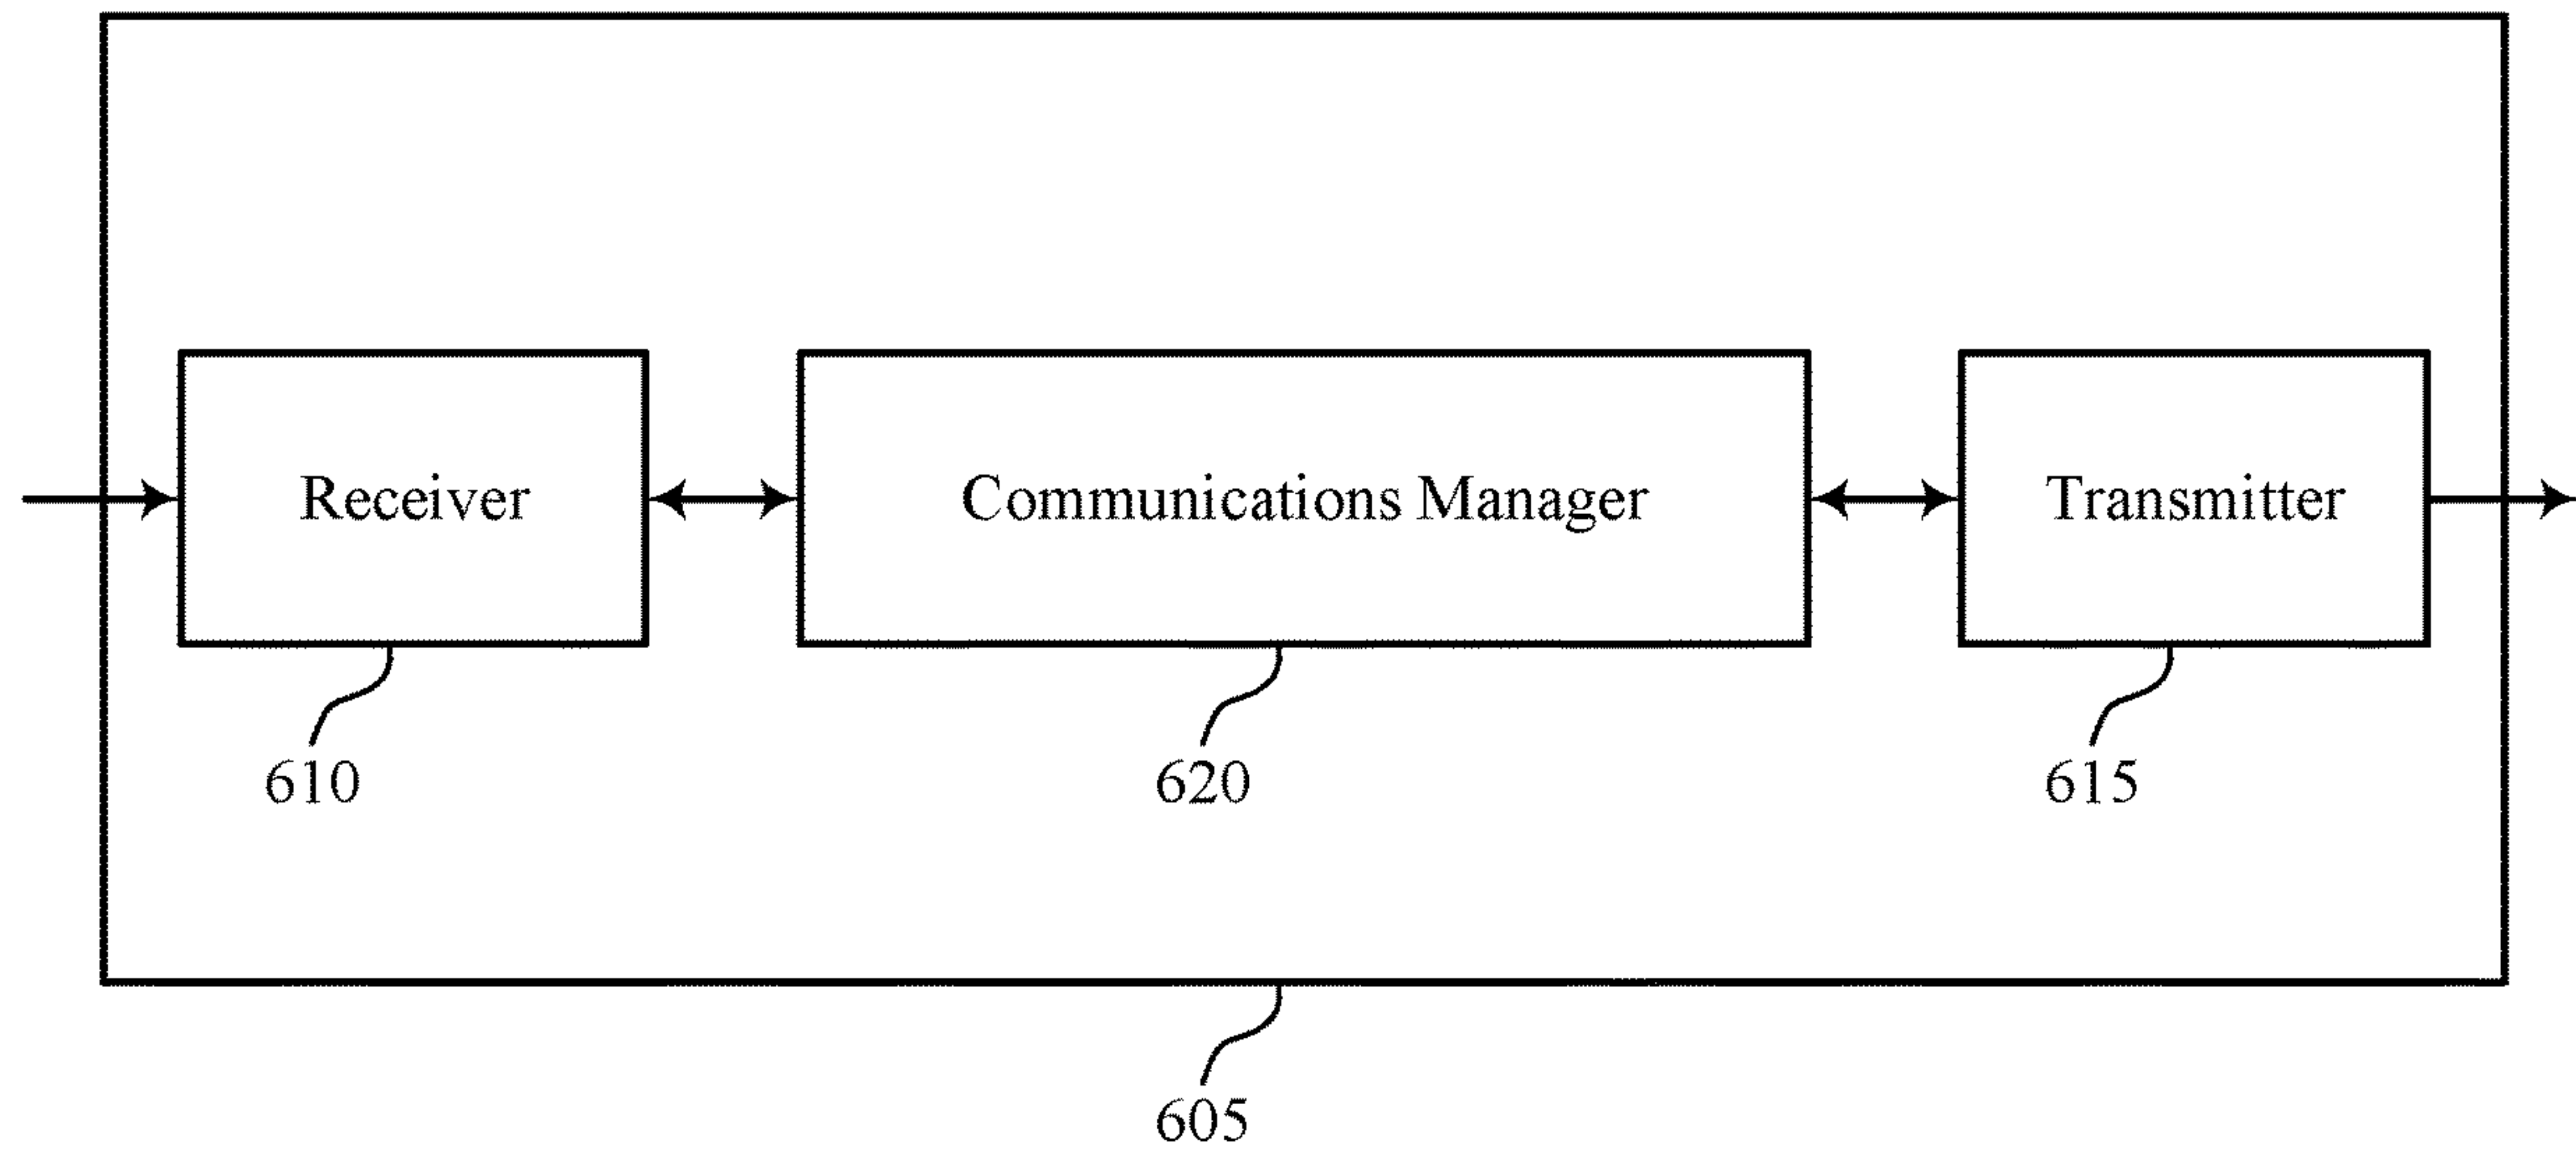 Receiver
Communications Manager
Transmitter
610
620
615
605